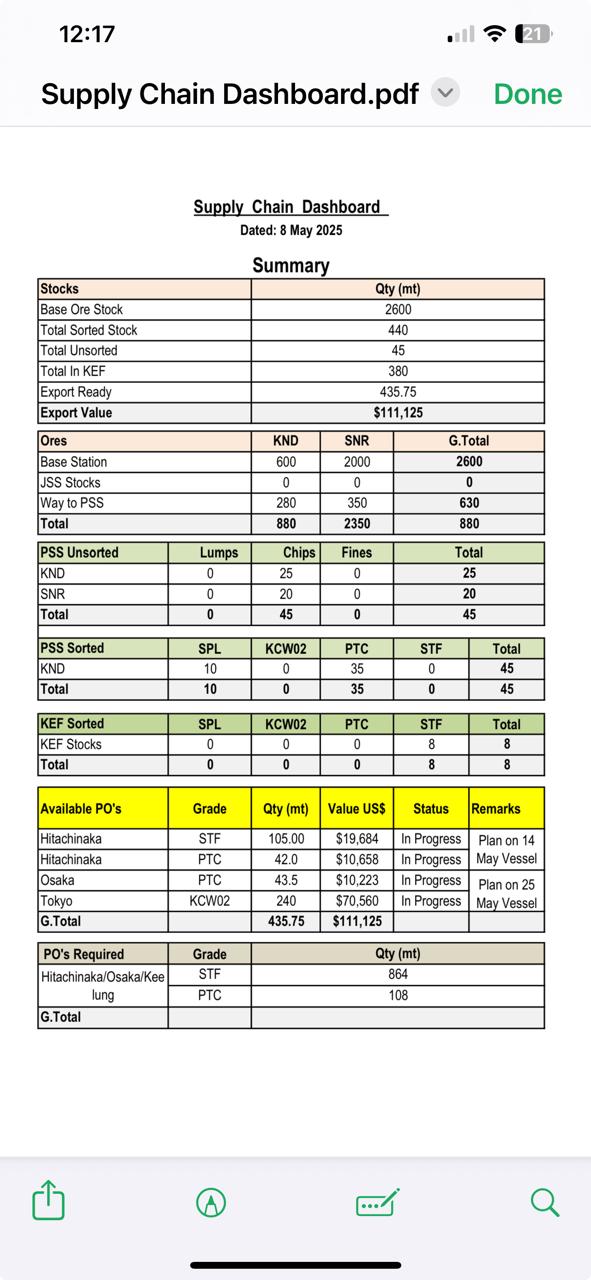 12:17
21
Supply Chain Dashboard.pdf
Done
Supply Chain Dashboard
Dated: 8 May 2025
Summary
Stocks Qty (mt)
Base Ore Stock 2600
Total Sorted Stock 440
Total Unsorted 45
Total In KEF 380
Export Ready 435.75
Export Value $111,125
Ores KND SNR G.Total
Base Station 600 2000 2600
JSS Stocks 0 0 0
Way to PSS 280 350 630
Total 880 2350 880
PSS Unsorted Lumps Chips Fines Total
KND 0 25 0 25
SNR 0 20 0 20
Total 0 45 0 45
PSS Sorted SPL KCW02 PTC STF Total
KND 10 0 35 0 45
Total 10 0 35 0 45
KEF Sorted SPL KCW02 PTC STF Total
KEF Stocks 0 0 0 8 8
Total 0 0 0 8 8
Available PO's Grade Qty (mt) Value US$ Status Remarks
Hitachinaka STF 105.00 $19,684 In Progress Plan on 14
Hitachinaka PTC 42.0 $10,658 In Progress May Vessel
Osaka PTC 43.5 $10,223 In Progress Plan on 25
Tokyo KCW02 240 $70,560 In Progress May Vessel
G.Total 435.75 $111,125
PO's Required Grade Qty (mt)
Hitachinaka/Osaka/Kee STF 864
lung PTC 108
G.Total